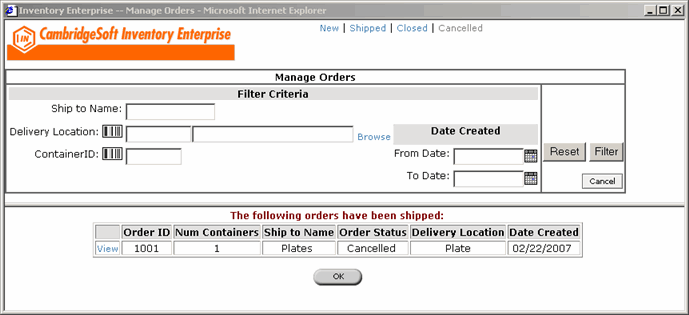 Inventory Enterprise -- Manage Orders - Microsoft Internet Explorer
New | Shipped | Closed | Cancelled
IN CambridgeSoft Inventory Enterprise
Manage Orders
Filter Criteria
Ship to Name:
Delivery Location: Browse Date Created
ContainerID: From Date: Reset Filter
To Date: Cancel
The following orders have been shipped:
Order ID Num Containers Ship to Name Order Status Delivery Location Date Created
View 1001 1 Plates Cancelled Plate 02/22/2007
OK